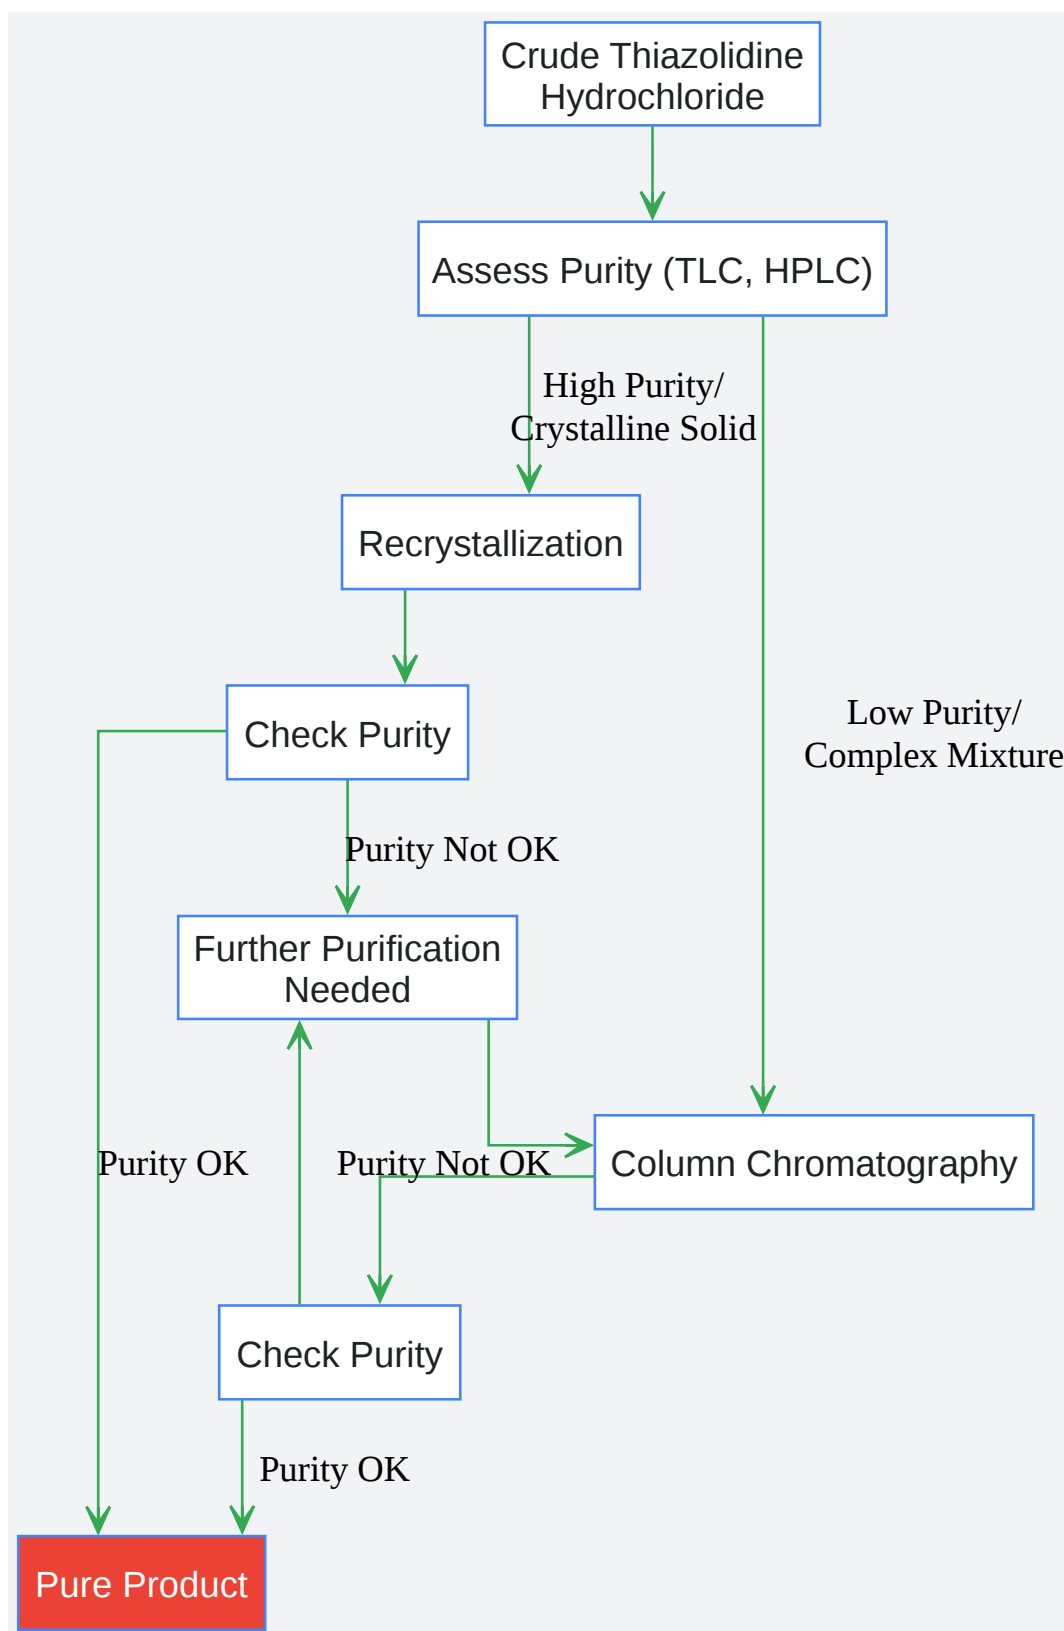 Crude Thiazolidine
Hydrochloride
Assess Purity (TLC, HPLC)
High Purity/
Crystalline Solid
Recrystallization
Low Purity/
Complex Mixture
Check Purity
Purity Not OK
Further Purification
Needed
Purity OK
Purity Not OK
Column Chromatography
Check Purity
Purity OK
Pure Product